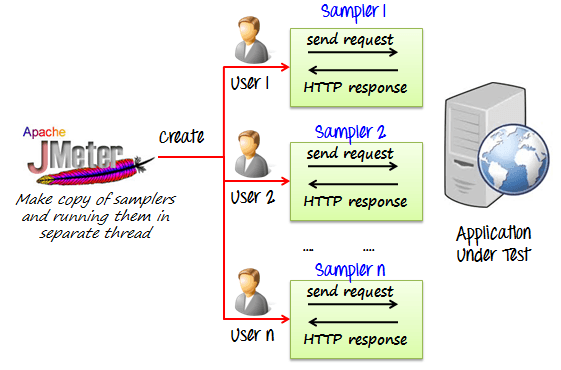 Sampler 1
send request
HTTP response
User 1
Apache
JMeter
Create
Make copy of samplers
and running them in
separate thread
Sampler 2
send request
HTTP response
User 2
Application
Under Test
.... ....
Sampler n
send request
HTTP response
User n